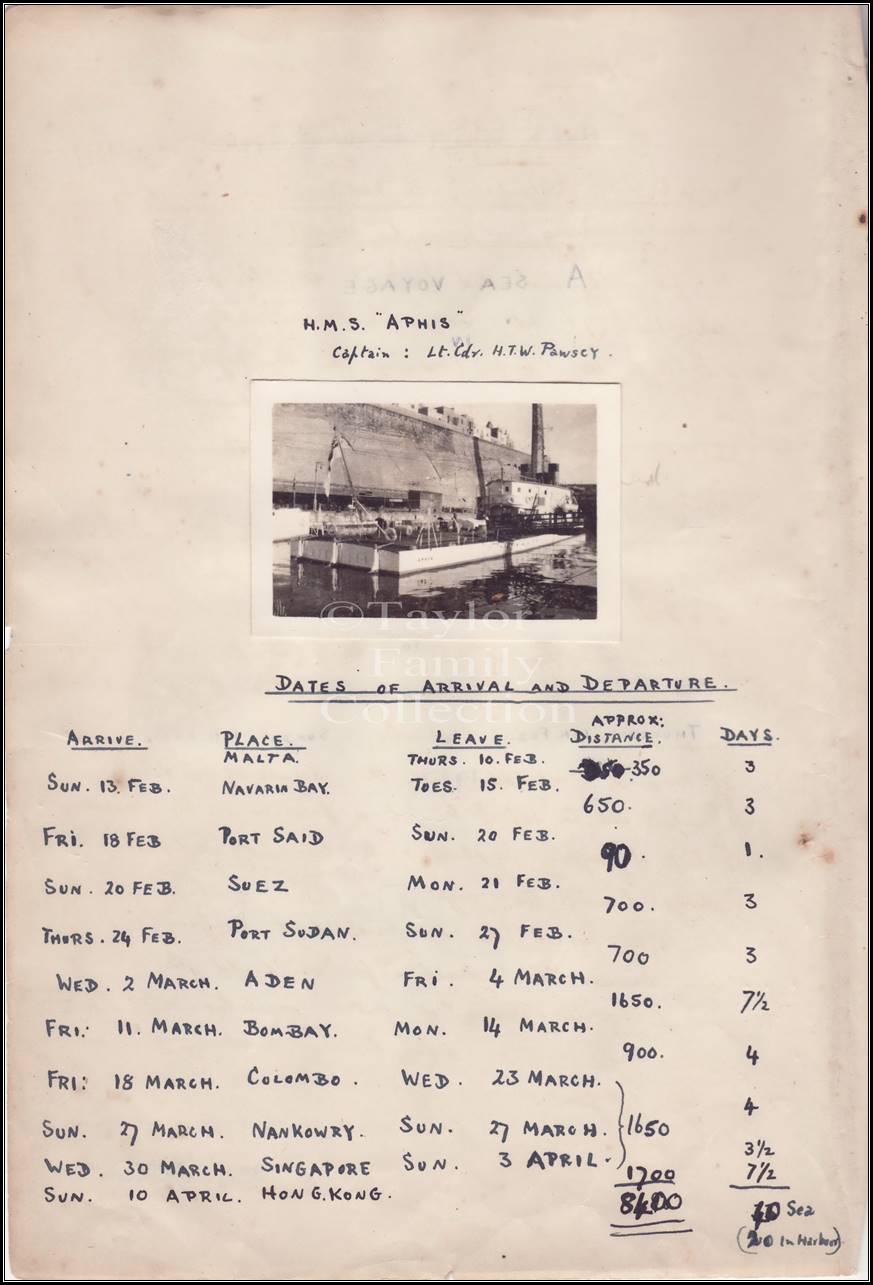 H.M.S. "APHIS"
Captain : Lt. Cdr. H.T.W. Pawsey.
©Taylor
Family
Collection
DATES OF ARRIVAL AND DEPARTURE.
ARRIVE. PLACE. LEAVE. APPROX: DISTANCE. DAYS.
MALTA. THURS. 10. FEB. 350 3
SUN. 13. FEB. NAVARIN BAY. TUES. 15. FEB.
650. 3
FRI. 18 FEB PORT SAID SUN. 20 FEB.
90. 1.
SUN. 20 FEB. SUEZ MON. 21 FEB.
700. 3
THURS. 24 FEB. PORT SUDAN. SUN. 27 FEB.
700 3
WED. 2 MARCH. ADEN FRI. 4 MARCH.
1650. 7½
FRI. 11. MARCH. BOMBAY. MON. 14 MARCH.
900. 4
FRI: 18 MARCH. COLOMBO. WED. 23 MARCH.
4
SUN. 27 MARCH. NANKOWRY. SUN. 27 MARCH. 1650
3½
WED. 30 MARCH. SINGAPORE SUN. 3 APRIL. 1700 7½
SUN. 10 APRIL. HONG.KONG.
Sea
(20 in Harbour)